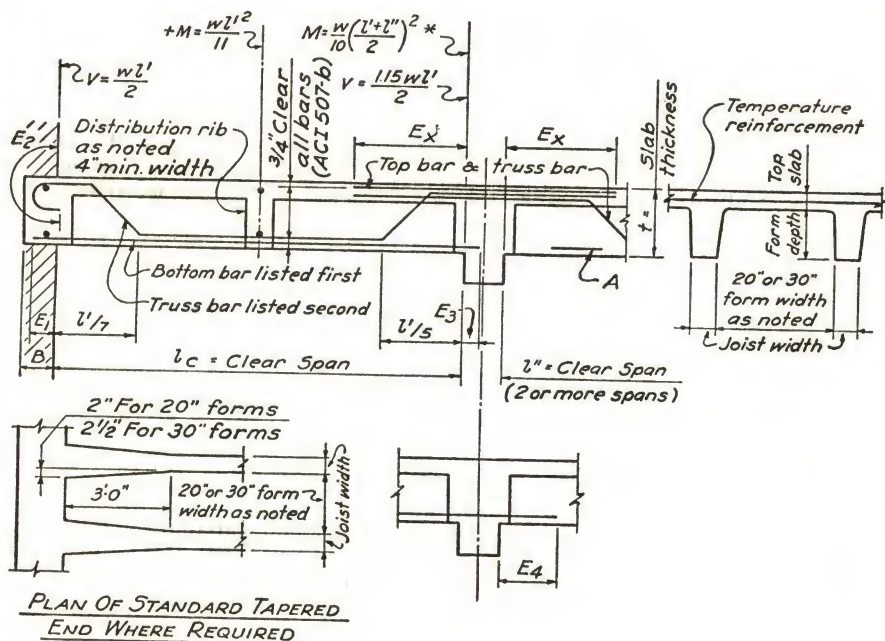 +M = wl'²/11
M = w/10 (l'+l''/2)² *
V = wl'/2
V = 1.15wl'/2
E₂
Distribution rib
as noted
4" min. width
3/4" Clear
all bars
(ACI 507-b)
Ex
Ex
Top bar & truss bar
t = Slab
thickness
Temperature
reinforcement
Top
slab
Form
depth
Bottom bar listed first
Truss bar listed second
A
20" or 30"
form width
as noted
Joist width
E₁
l'/7
l'/5
E₃
B
lc = Clear Span
l" = Clear Span
(2 or more spans)
2" For 20" forms
2½" For 30" forms
3'-0"
20" or 30" form
width as noted
Joist width
E₄
PLAN OF STANDARD TAPERED
END WHERE REQUIRED